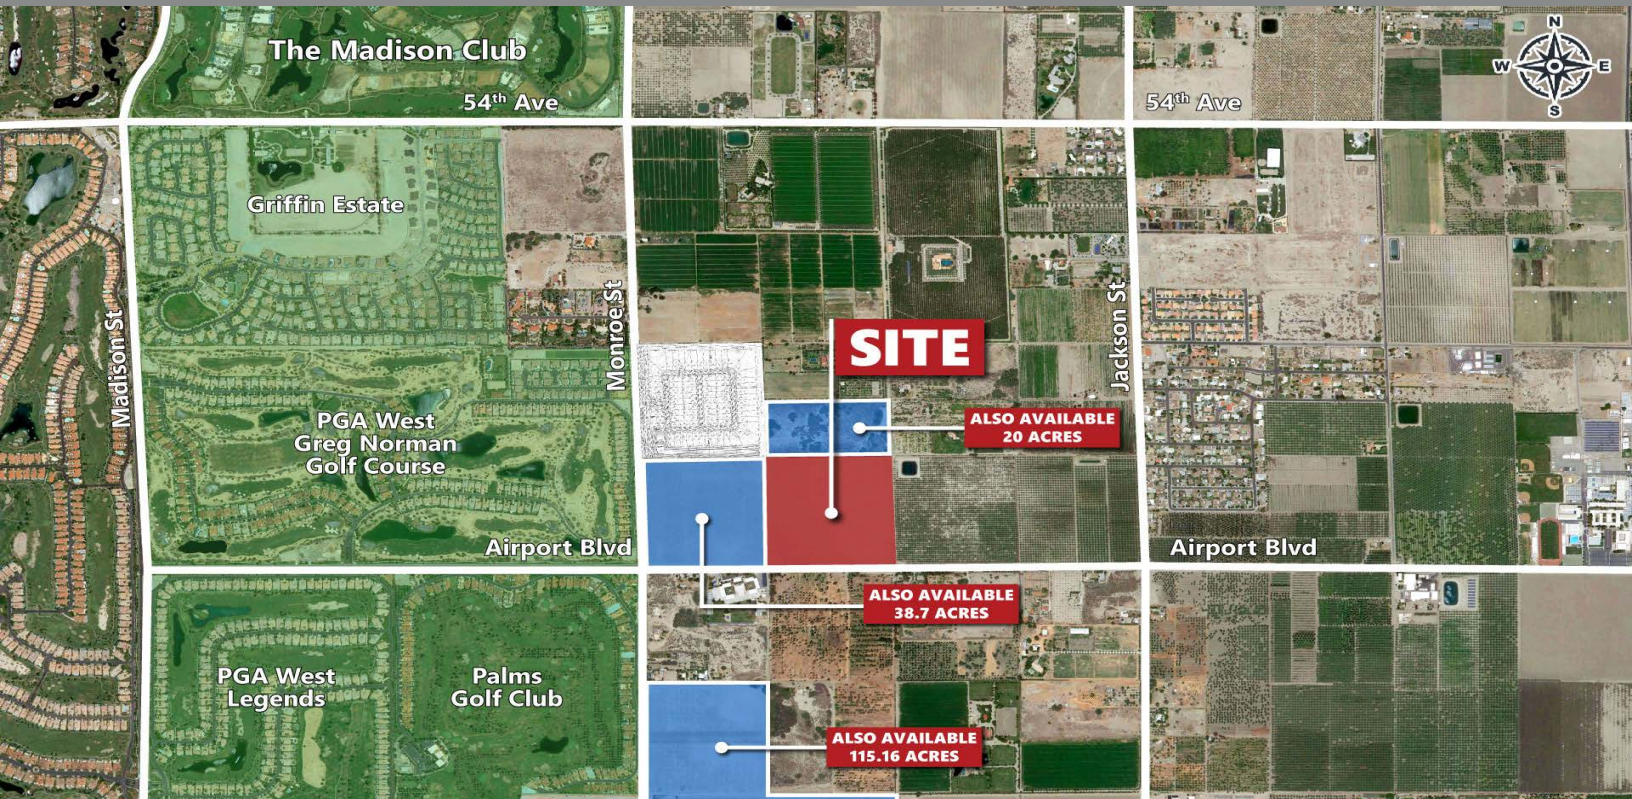 The Madison Club
54th Ave
54th Ave
N
W
E
S
Griffin Estate
Madison St
Monroe St
Jackson St
SITE
PGA West
Greg Norman
Golf Course
ALSO AVAILABLE
20 ACRES
Airport Blvd
Airport Blvd
ALSO AVAILABLE
38.7 ACRES
PGA West
Legends
Palms
Golf Club
ALSO AVAILABLE
115.16 ACRES